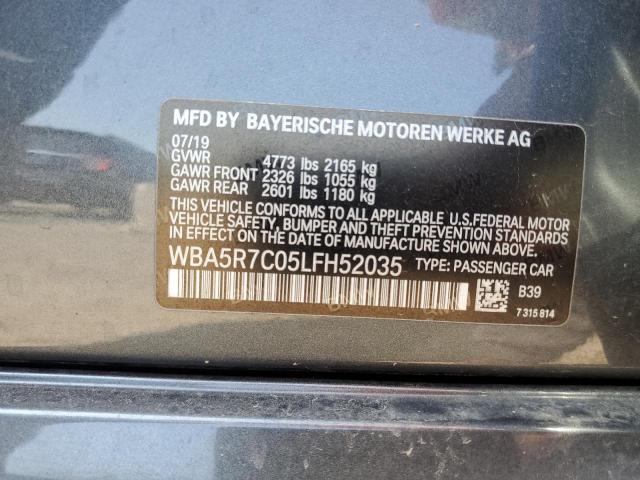 MFD BY BAYERISCHE MOTOREN WERKE AG
07/19
GVWR 4773 lbs 2165 kg
GAWR FRONT 2326 lbs 1055 kg
GAWR REAR 2601 lbs 1180 kg
THIS VEHICLE CONFORMS TO ALL APPLICABLE U.S.FEDERAL MOTOR
VEHICLE SAFETY, BUMPER AND THEFT PREVENTION STANDARDS
IN EFFECT ON THE DATE OF MANUFACTURE SHOWN ABOVE.
WBA5R7C05LFH52035 TYPE: PASSENGER CAR
B39
7 315 814